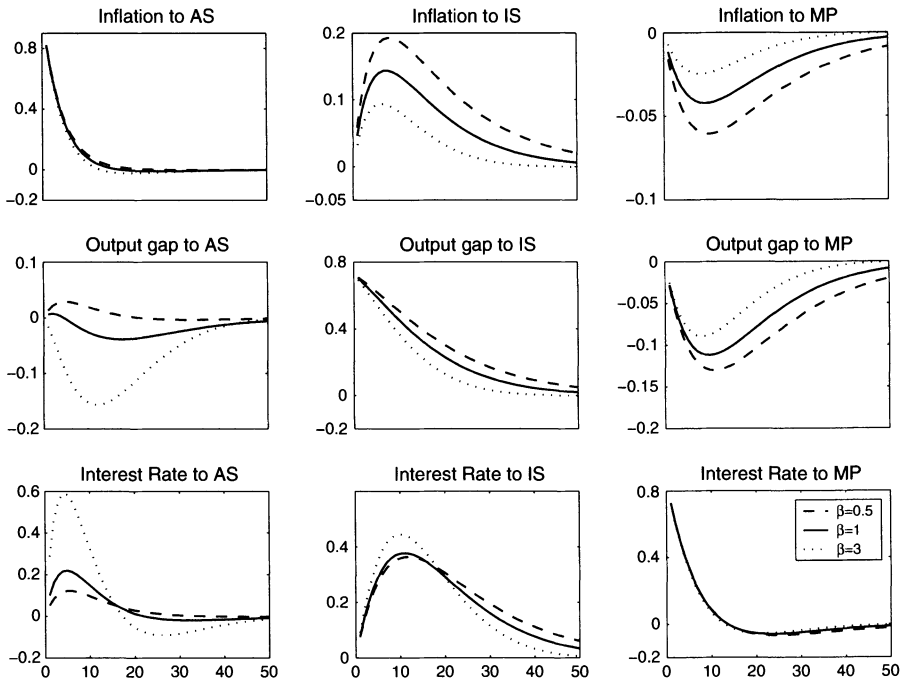 Inflation to AS
Inflation to IS
Inflation to MP
0.8
0.4
0
−0.2
0.2
0.1
0
−0.05
0
−0.05
−0.1
Output gap to AS
Output gap to IS
Output gap to MP
0.1
0
−0.1
−0.2
0.8
0.4
0
−0.2
0
−0.05
−0.1
−0.15
−0.2
Interest Rate to AS
Interest Rate to IS
Interest Rate to MP
0.6
0.4
0.2
0
−0.2
0.4
0.2
0
0.8
0.4
0
−0.2
β=0.5
β=1
β=3
0 10 20 30 40 50
0 10 20 30 40 50
0 10 20 30 40 50